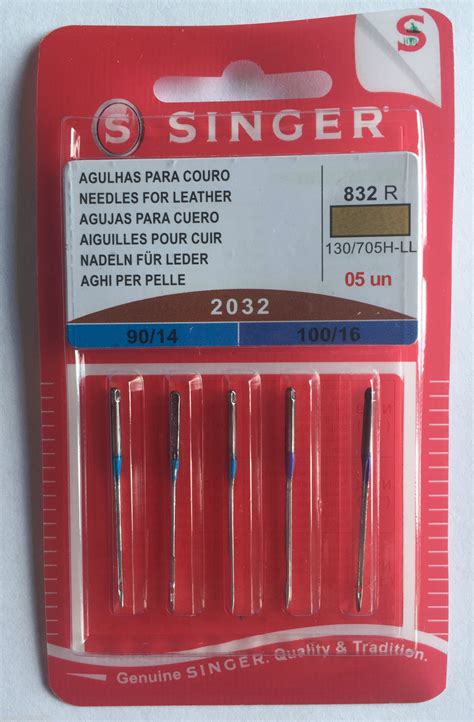 S
S SINGER
AGULHAS PARA COURO
NEEDLES FOR LEATHER
AGUJAS PARA CUERO
AIGUILLES POUR CUIR
NADELN FÜR LEDER
AGHI PER PELLE
832 R
130/705H-LL
05 un
2032
90/14 100/16
Genuine SINGER. Quality & Tradition.